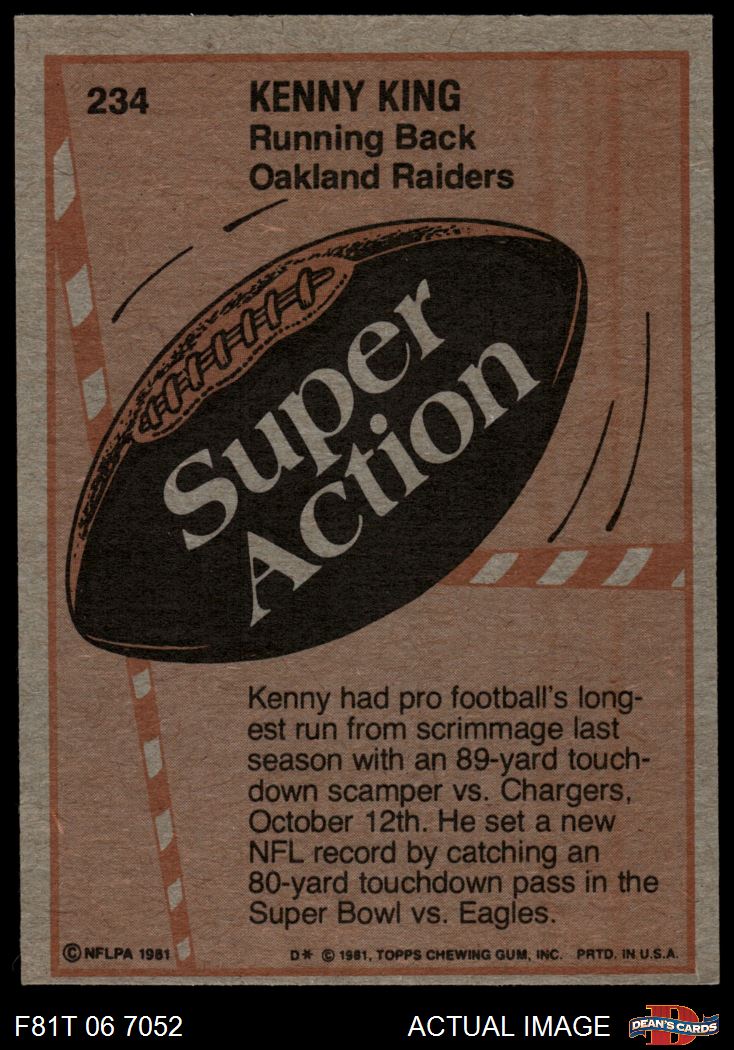 234
KENNY KING
Running Back
Oakland Raiders
Super
Action
Kenny had pro football's long-
est run from scrimmage last
season with an 89-yard touch-
down scamper vs. Chargers,
October 12th. He set a new
NFL record by catching an
80-yard touchdown pass in the
Super Bowl vs. Eagles.
© NFLPA 1981
D* © 1981, TOPPS CHEWING GUM, INC. PRTD. IN U.S.A.
F81T 06 7052
ACTUAL IMAGE
D
DEAN'S CARDS